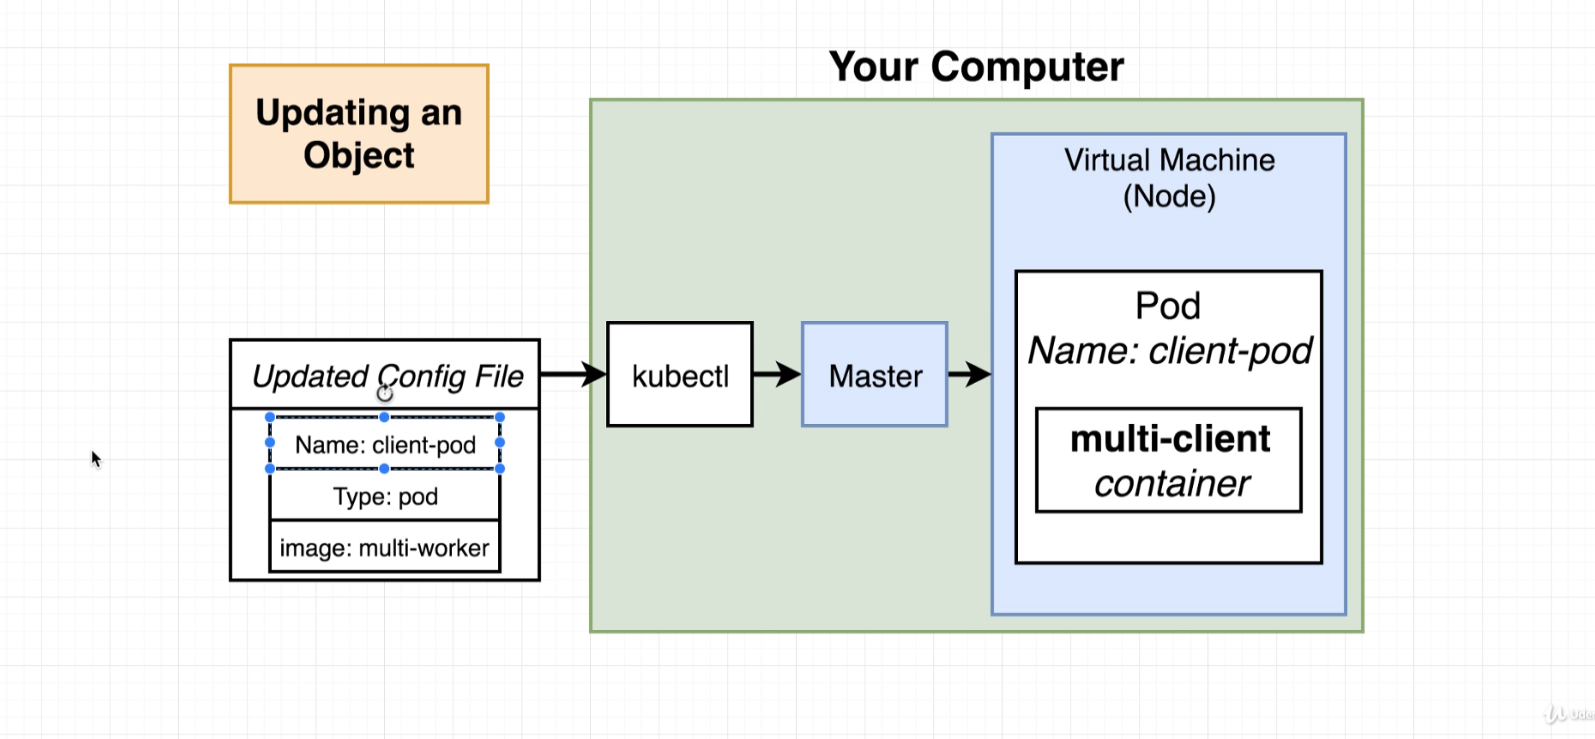 Updating an
Object
Your Computer
Virtual Machine
(Node)
Pod
Name: client-pod
multi-client
container
kubectl
Master
Updated Config File
Name: client-pod
Type: pod
image: multi-worker